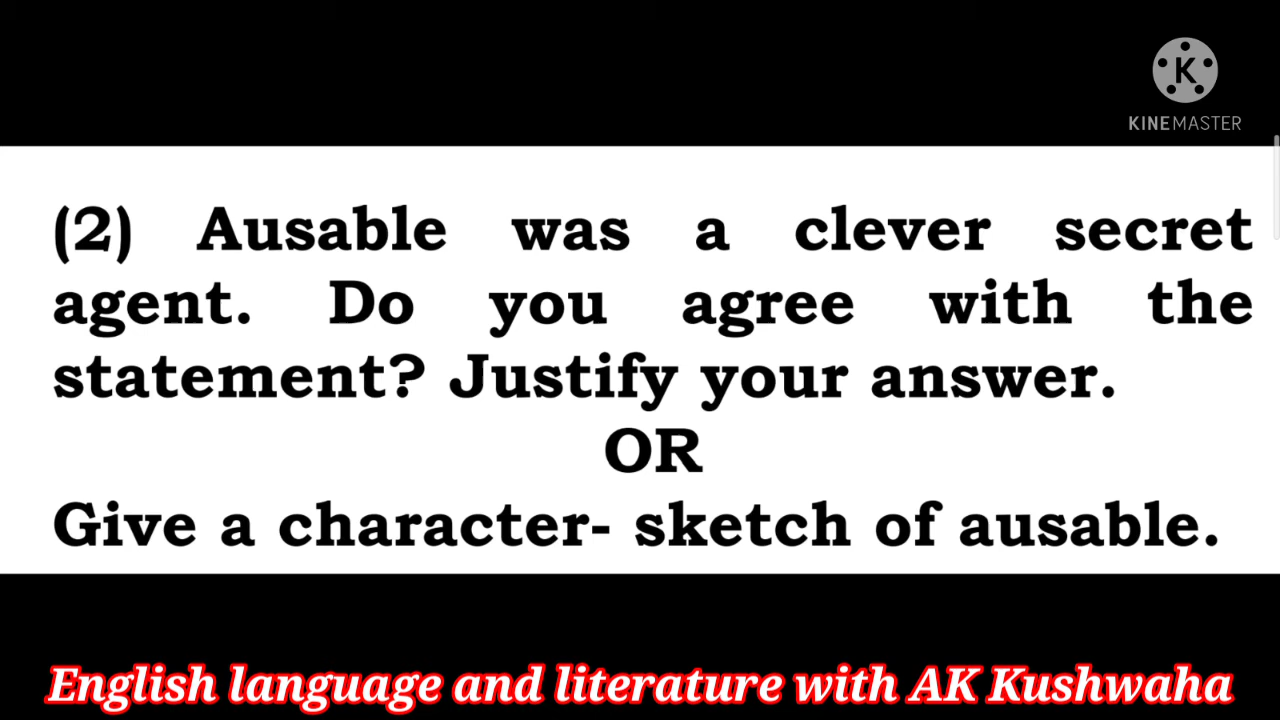 KINEMASTER
(2) Ausable was a clever secret
agent. Do you agree with the
statement? Justify your answer.
OR
Give a character- sketch of ausable.
English language and literature with AK Kushwaha